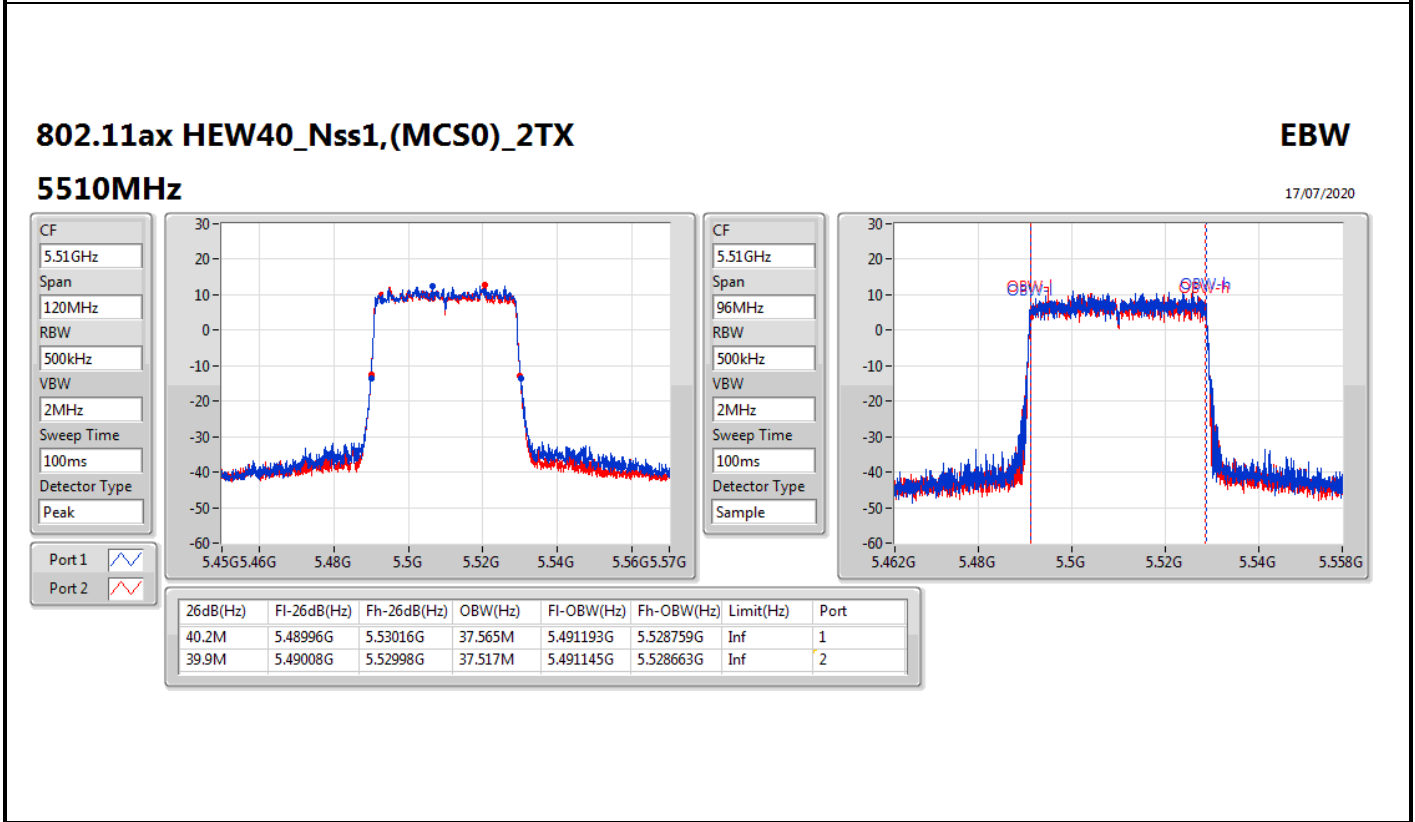 802.11ax HEW40_Nss1,(MCS0)_2TX
EBW
5510MHz
17/07/2020
CF
5.51GHz
Span
120MHz
RBW
500kHz
VBW
2MHz
Sweep Time
100ms
Detector Type
Peak
Port 1
Port 2
30
20
10
0
-10
-20
-30
-40
-50
-60
5.45G 5.46G 5.48G 5.5G 5.52G 5.54G 5.56G 5.57G
CF
5.51GHz
Span
96MHz
RBW
500kHz
VBW
2MHz
Sweep Time
100ms
Detector Type
Sample
30
20
10
0
-10
-20
-30
-40
-50
-60
OBW-l OBW-h
5.462G 5.48G 5.5G 5.52G 5.54G 5.558G
26dB(Hz) Fl-26dB(Hz) Fh-26dB(Hz) OBW(Hz) Fl-OBW(Hz) Fh-OBW(Hz) Limit(Hz) Port
40.2M 5.48996G 5.53016G 37.565M 5.491193G 5.528759G Inf 1
39.9M 5.49008G 5.52998G 37.517M 5.491145G 5.528663G Inf 2